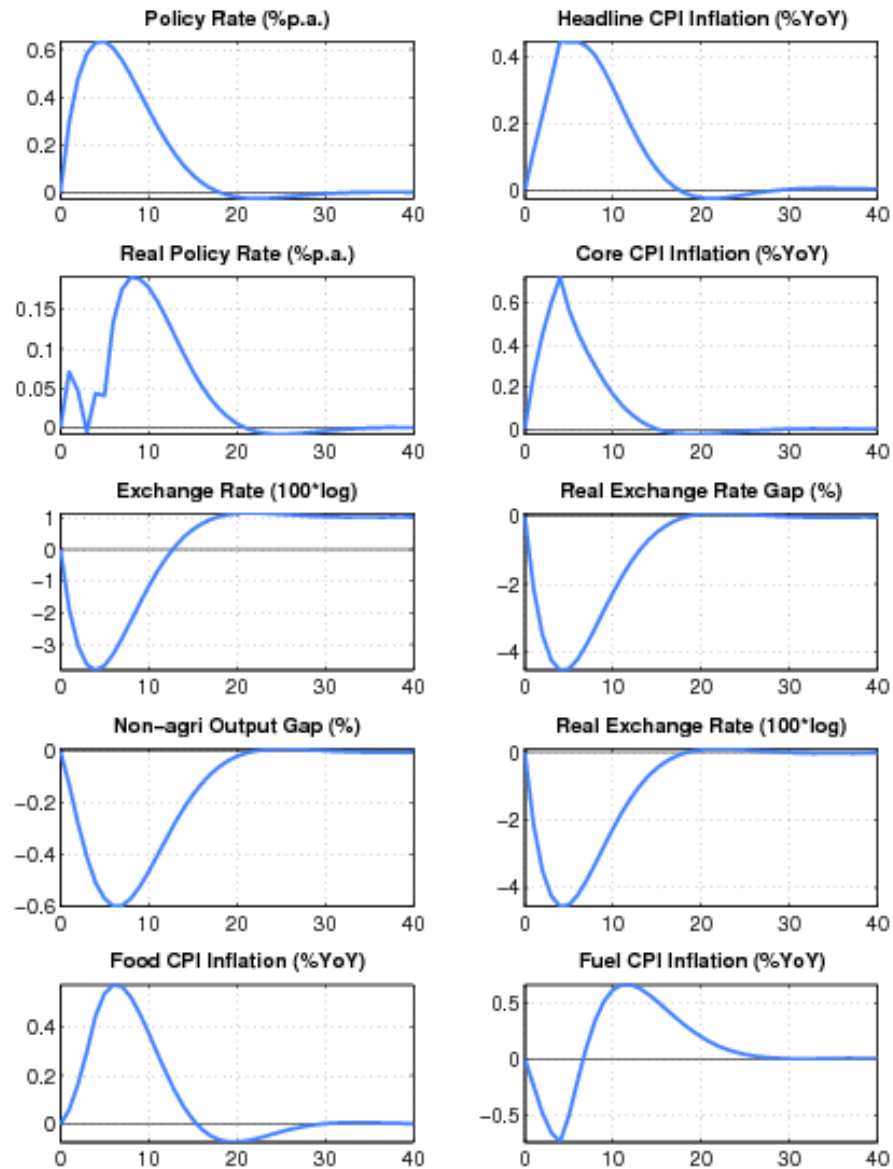 Policy Rate (%p.a.)
0.6
0.4
0.2
0
0 10 20 30 40
Headline CPI Inflation (%YoY)
0.4
0.2
0
0 10 20 30 40
Real Policy Rate (%p.a.)
0.15
0.1
0.05
0
0 10 20 30 40
Core CPI Inflation (%YoY)
0.6
0.4
0.2
0
0 10 20 30 40
Exchange Rate (100*log)
1
0
−1
−2
−3
0 10 20 30 40
Real Exchange Rate Gap (%)
0
−2
−4
0 10 20 30 40
Non−agri Output Gap (%)
0
−0.2
−0.4
−0.6
0 10 20 30 40
Real Exchange Rate (100*log)
0
−2
−4
0 10 20 30 40
Food CPI Inflation (%YoY)
0.4
0.2
0
0 10 20 30 40
Fuel CPI Inflation (%YoY)
0.5
0
−0.5
0 10 20 30 40